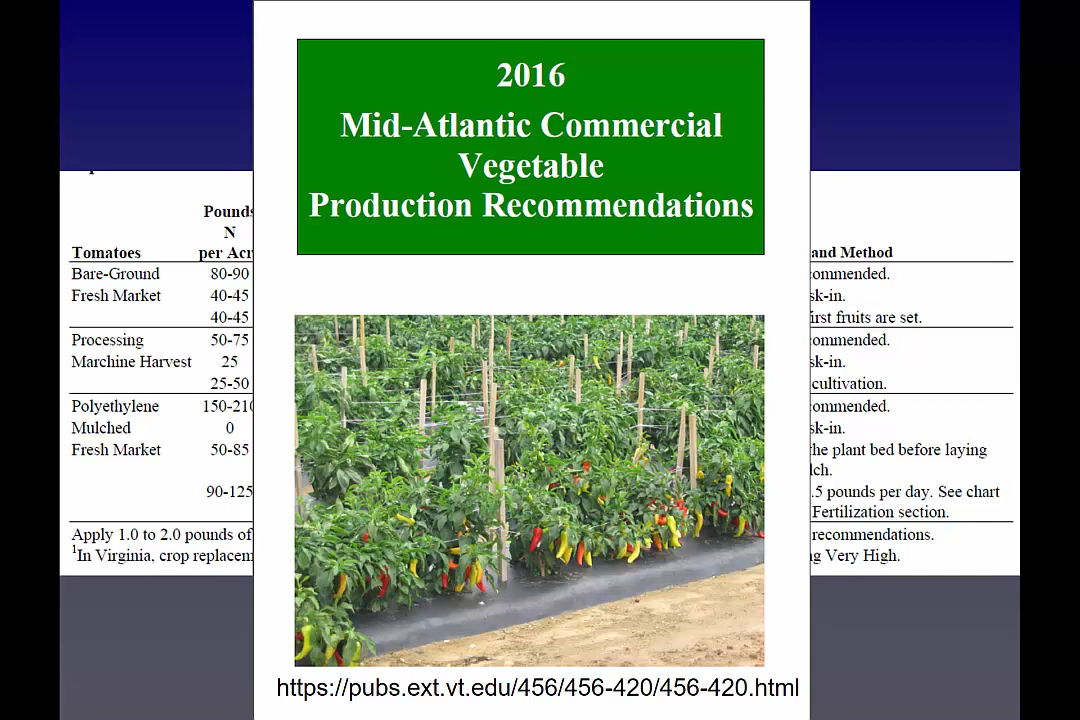 2016
Mid-Atlantic Commercial
Vegetable
Production Recommendations
Pounds
N
Tomatoes per Acr and Method
Bare-Ground 80-90 ommended.
Fresh Market 40-45 sk-in.
40-45 irst fruits are set.
Processing 50-75 ommended.
Marchine Harvest 25 sk-in.
25-50 cultivation.
Polyethylene 150-210 ommended.
Mulched 0 sk-in.
Fresh Market 50-85 the plant bed before laying
lch.
90-125 .5 pounds per day. See chart
Fertilization section.
Apply 1.0 to 2.0 pounds of recommendations.
1In Virginia, crop replacem ng Very High.
https://pubs.ext.vt.edu/456/456-420/456-420.html